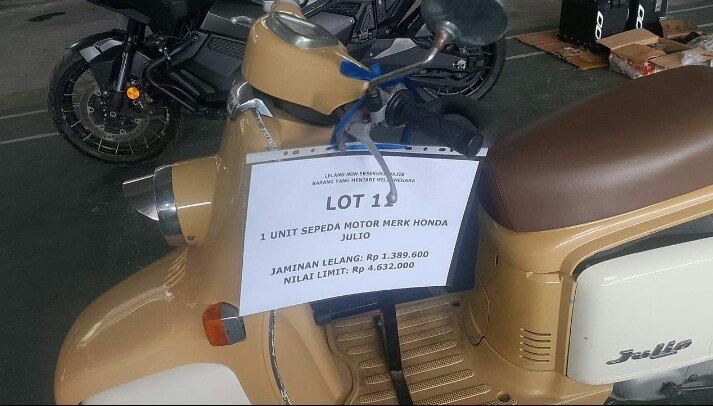 LELANG NON EKSEKUSI WAJIB
BARANG YANG MENJADI MILIK NEGARA
LOT 11
1 UNIT SEPEDA MOTOR MERK HONDA
JULIO
JAMINAN LELANG: Rp 1.389.600
NILAI LIMIT: Rp 4.632.000
Julio